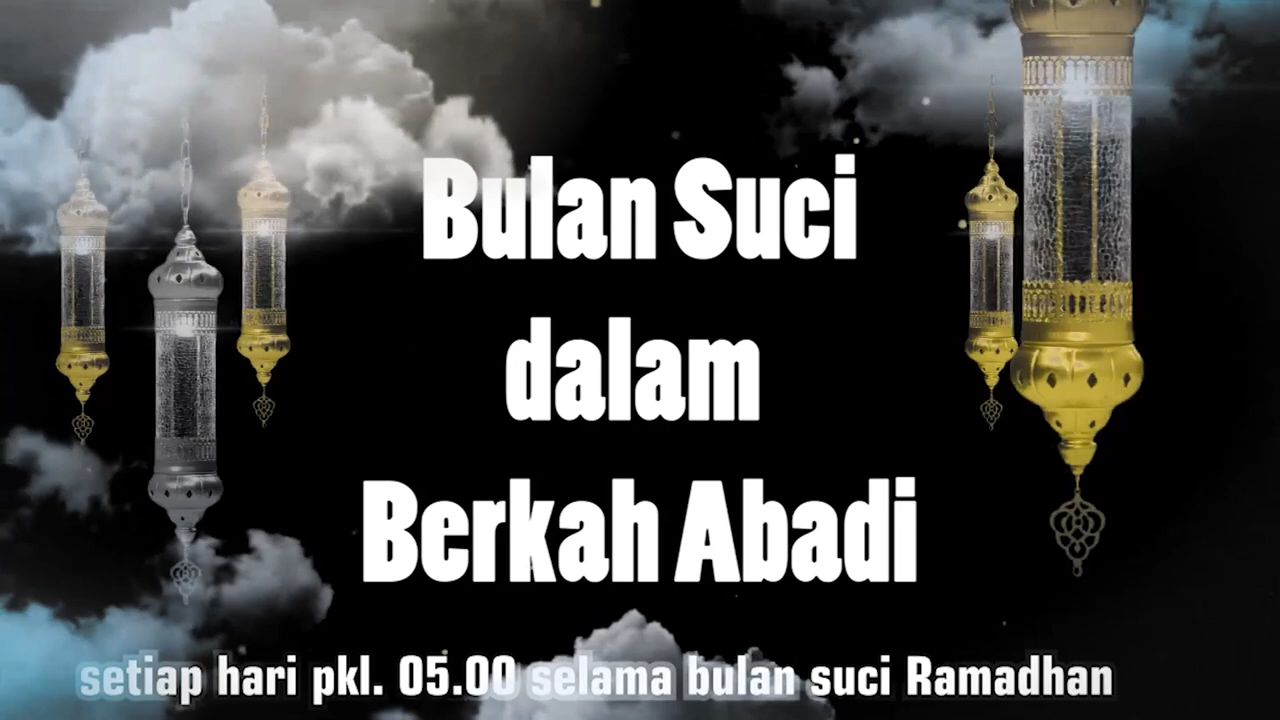 Bulan Suci
dalam
Berkah Abadi
setiap hari pkl. 05.00 selama bulan suci Ramadhan